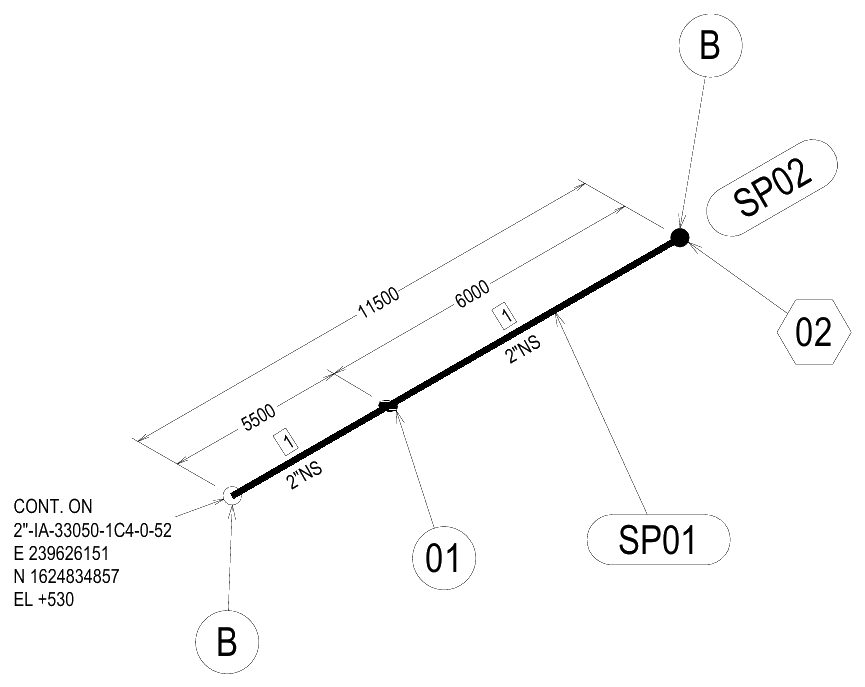 B
SP02
11500
6000
1
02
2"NS
5500
1
2"NS
CONT. ON
2"-IA-33050-1C4-0-52
E 239626151
N 1624834857
EL +530
01
SP01
B